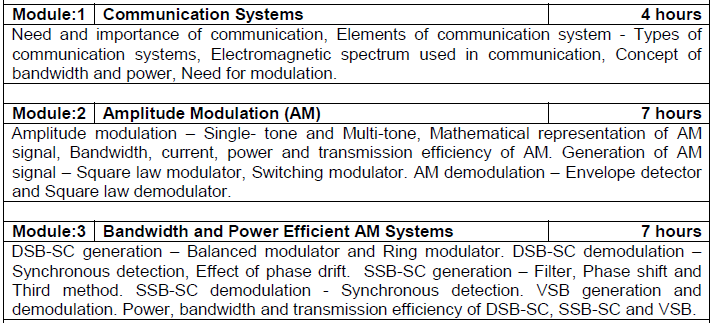 Module:1 Communication Systems 4 hours
Need and importance of communication, Elements of communication system - Types of
communication systems, Electromagnetic spectrum used in communication, Concept of
bandwidth and power, Need for modulation.
Module:2 Amplitude Modulation (AM) 7 hours
Amplitude modulation – Single- tone and Multi-tone, Mathematical representation of AM
signal, Bandwidth, current, power and transmission efficiency of AM. Generation of AM
signal – Square law modulator, Switching modulator. AM demodulation – Envelope detector
and Square law demodulator.
Module:3 Bandwidth and Power Efficient AM Systems 7 hours
DSB-SC generation – Balanced modulator and Ring modulator. DSB-SC demodulation –
Synchronous detection, Effect of phase drift. SSB-SC generation – Filter, Phase shift and
Third method. SSB-SC demodulation - Synchronous detection. VSB generation and
demodulation. Power, bandwidth and transmission efficiency of DSB-SC, SSB-SC and VSB.